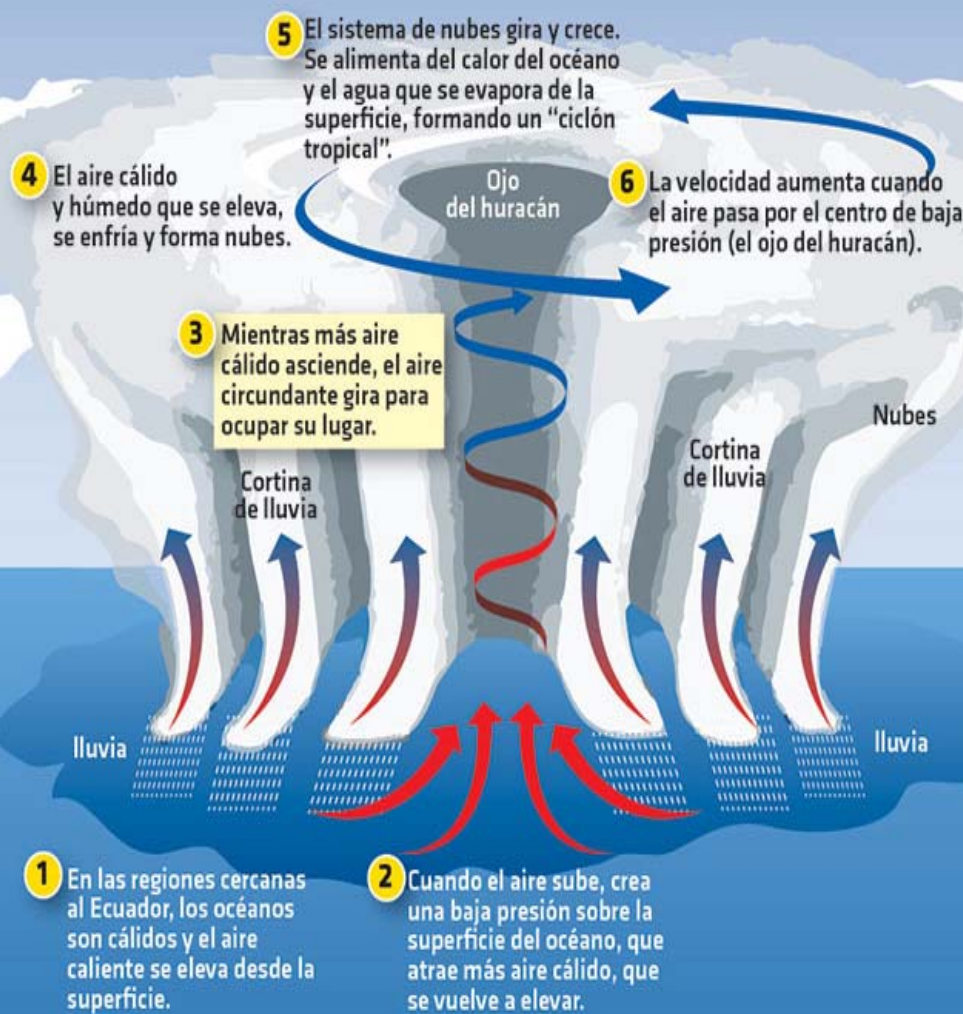 5
El sistema de nubes gira y crece.
Se alimenta del calor del océano
y el agua que se evapora de la
superficie, formando un “ciclón
tropical”.
4
El aire cálido
y húmedo que se eleva,
se enfría y forma nubes.
Ojo
del huracán
6
La velocidad aumenta cuando
el aire pasa por el centro de baja
presión (el ojo del huracán).
3
Mientras más aire
cálido asciende, el aire
circundante gira para
ocupar su lugar.
Nubes
Cortina
de lluvia
Cortina
de lluvia
lluvia
lluvia
1
En las regiones cercanas
al Ecuador, los océanos
son cálidos y el aire
caliente se eleva desde la
superficie.
2
Cuando el aire sube, crea
una baja presión sobre la
superficie del océano, que
atrae más aire cálido, que
se vuelve a elevar.